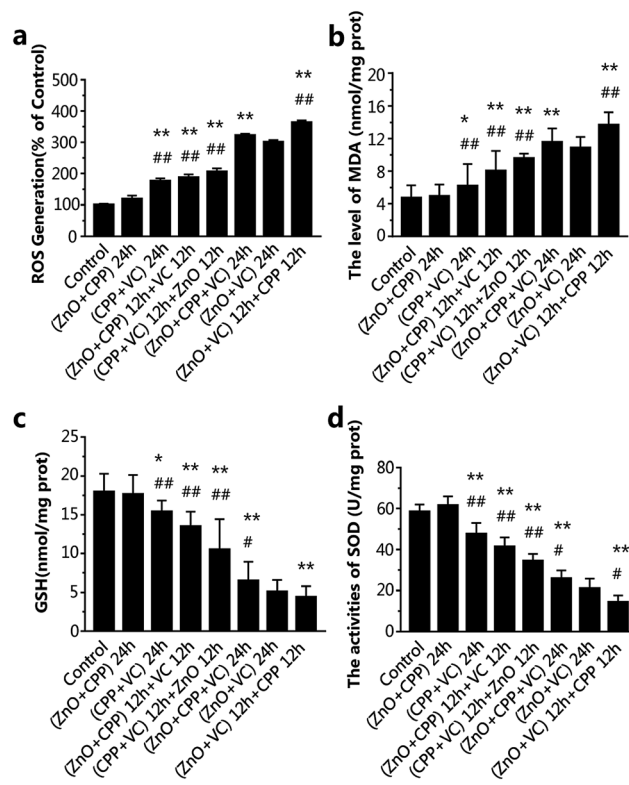 a
ROS Generation(% of Control)
500
400
300
200
100
0
** ** ** ** **
## ## ## ##
Control
(ZnO+CPP) 24h
(CPP+VC) 24h
(ZnO+CPP) 12h+VC 12h
(CPP+VC) 12h+ZnO 12h
(ZnO+CPP+VC) 24h
(ZnO+VC) 24h
(ZnO+VC) 12h+CPP 12h
b
The level of MDA (nmol/mg prot)
20
16
12
8
4
0
* ** ** ** **
## ## ## ##
Control
(ZnO+CPP) 24h
(CPP+VC) 24h
(ZnO+CPP) 12h+VC 12h
(CPP+VC) 12h+ZnO 12h
(ZnO+CPP+VC) 24h
(ZnO+VC) 24h
(ZnO+VC) 12h+CPP 12h
c
GSH(nmol/mg prot)
25
20
15
10
5
0
* ** ** ** **
## ## ## #
Control
(ZnO+CPP) 24h
(CPP+VC) 24h
(ZnO+CPP) 12h+VC 12h
(CPP+VC) 12h+ZnO 12h
(ZnO+CPP+VC) 24h
(ZnO+VC) 24h
(ZnO+VC) 12h+CPP 12h
d
The activities of SOD (U/mg prot)
80
60
40
20
0
** ** ** ** **
## ## ## # #
Control
(ZnO+CPP) 24h
(CPP+VC) 24h
(ZnO+CPP) 12h+VC 12h
(CPP+VC) 12h+ZnO 12h
(ZnO+CPP+VC) 24h
(ZnO+VC) 24h
(ZnO+VC) 12h+CPP 12h